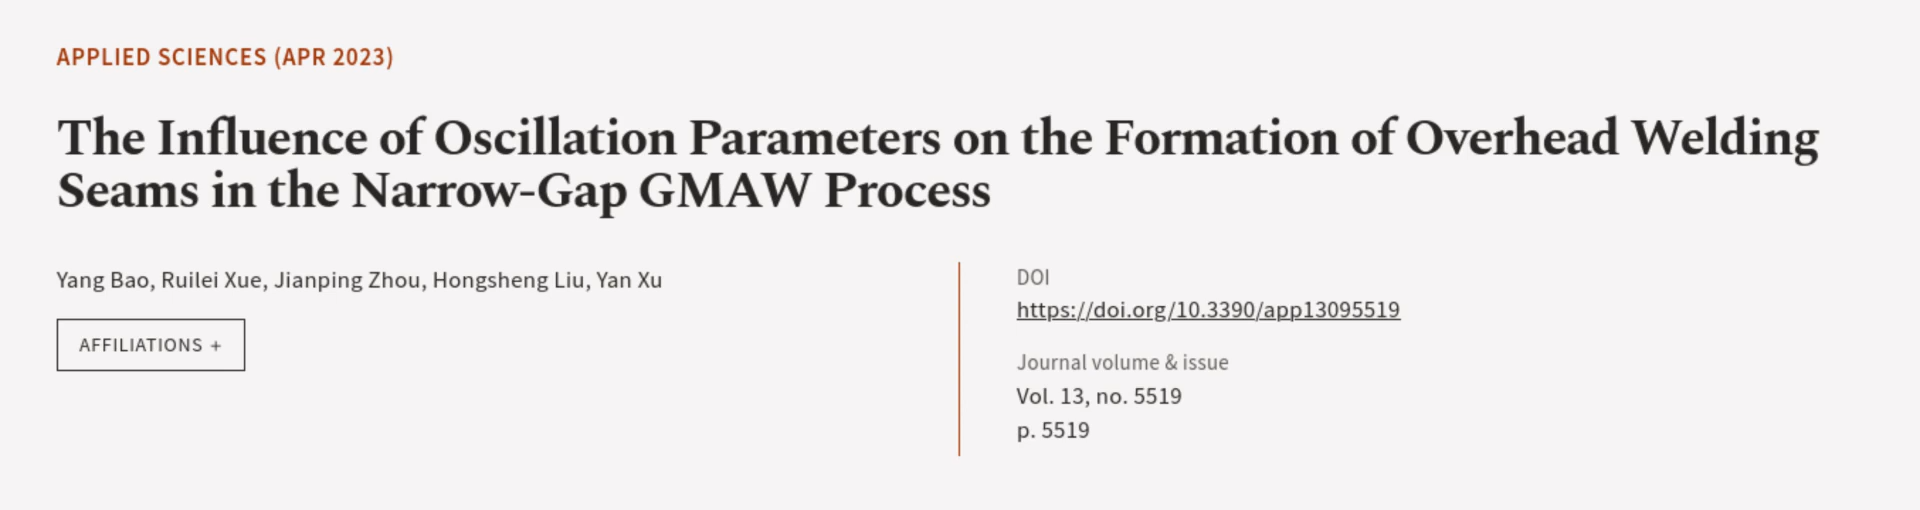 APPLIED SCIENCES (APR 2023)
The Influence of Oscillation Parameters on the Formation of Overhead Welding
Seams in the Narrow-Gap GMAW Process
Yang Bao, Ruilei Xue, Jianping Zhou, Hongsheng Liu, Yan Xu
AFFILIATIONS +
DOI
https://doi.org/10.3390/app13095519
Journal volume & issue
Vol. 13, no. 5519
p. 5519